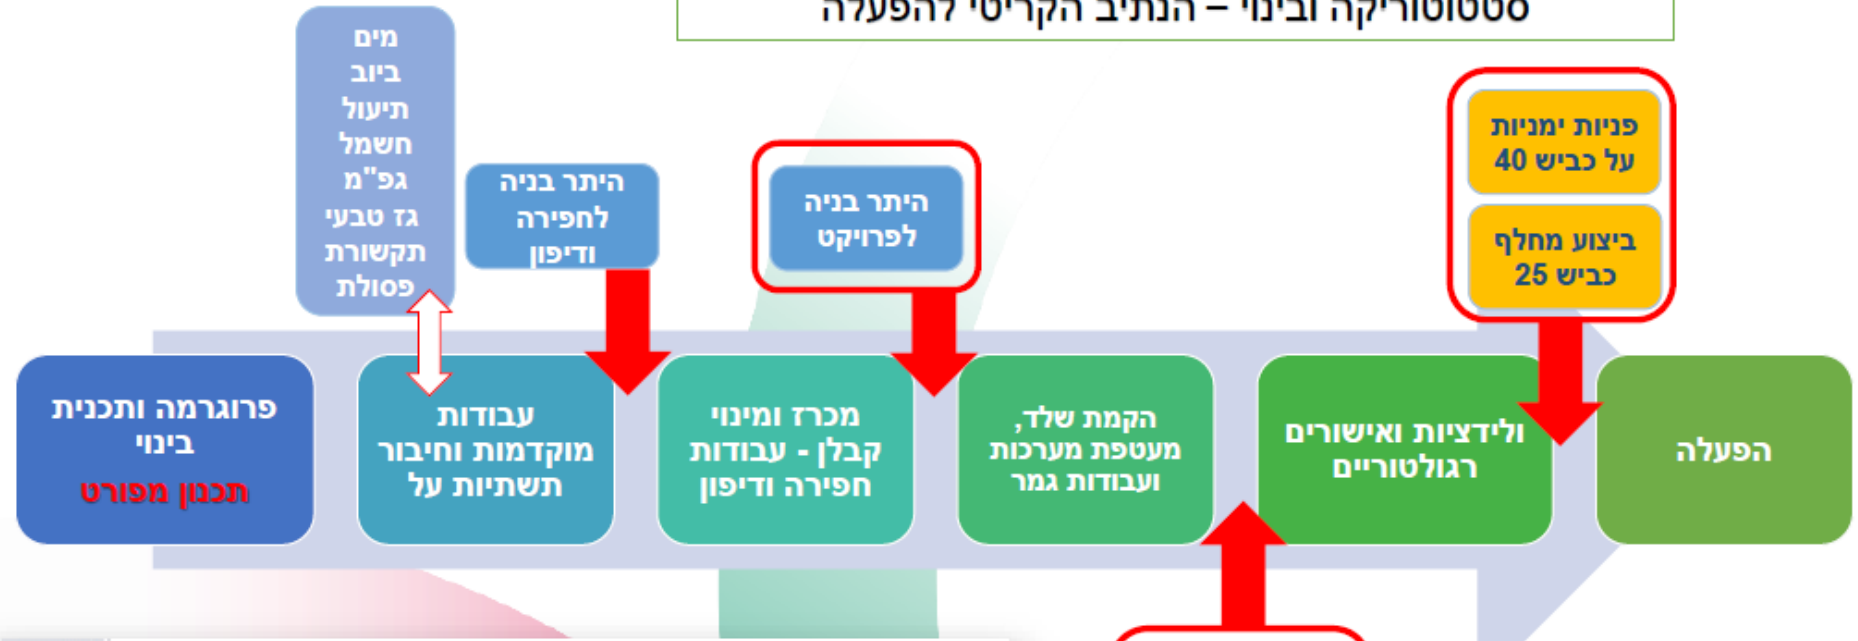 סטטוטוריקה ובינוי – הנתיב הקריטי להפעלה
מים
ביוב
תיעול
חשמל
גפ"מ
גז טבעי
תקשורת
פסולת
היתר בניה
לחפירה
ודיפון
היתר בניה
לפרויקט
פניות ימניות
על כביש 40
ביצוע מחלף
כביש 25
פרוגרמה ותכנית
בינוי
תכנון מפורט
עבודות
מוקדמות וחיבור
תשתיות על
מכרז ומינוי
קבלן - עבודות
חפירה ודיפון
הקמת שלד,
מעטפת מערכות
ועבודות גמר
ולידציות ואישורים
רגולטוריים
הפעלה